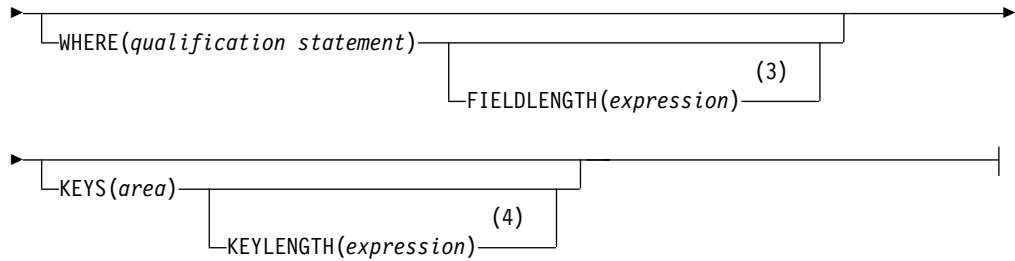 WHERE(qualification statement)
(3)
FIELDLENGTH(expression)
KEYS(area)
(4)
KEYLENGTH(expression)